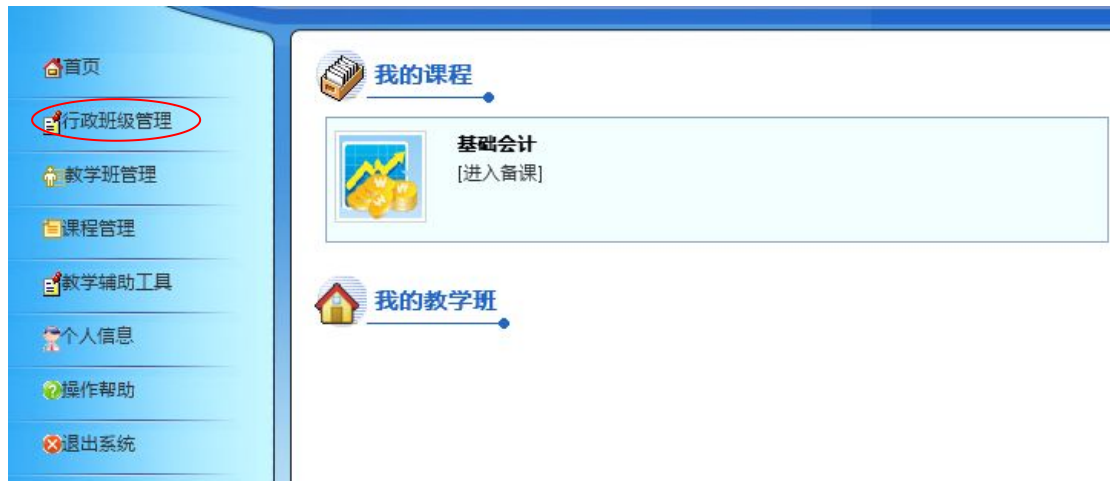 首页
行政班级管理
教学班管理
课程管理
教学辅助工具
个人信息
操作帮助
退出系统
我的课程
基础会计
[进入备课]
我的教学班